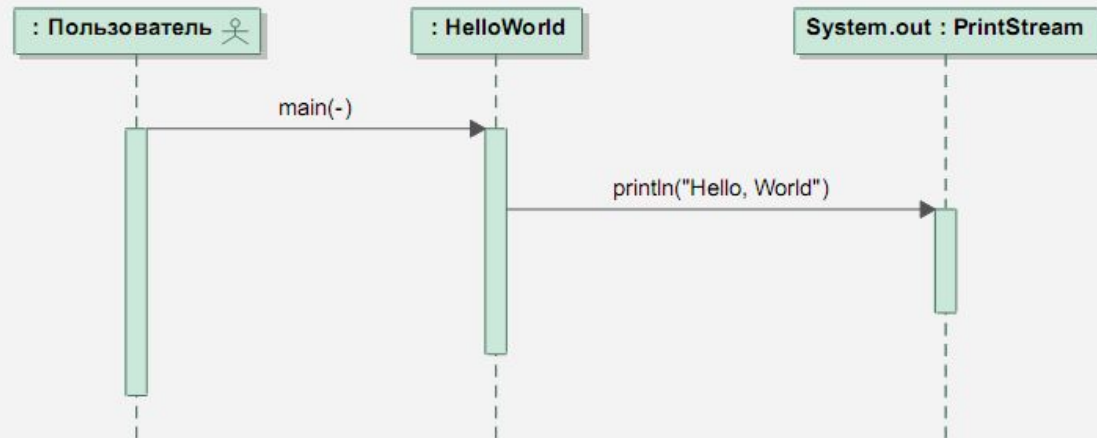 : Пользователь
: HelloWorld
System.out : PrintStream
main(-)
println("Hello, World")